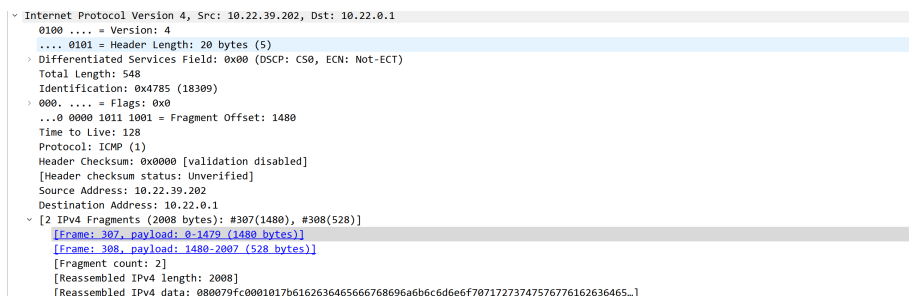 Internet Protocol Version 4, Src: 10.22.39.202, Dst: 10.22.0.1
0100 .... = Version: 4
.... 0101 = Header Length: 20 bytes (5)
Differentiated Services Field: 0x00 (DSCP: CS0, ECN: Not-ECT)
Total Length: 548
Identification: 0x4785 (18309)
000. .... = Flags: 0x0
...0 0000 1011 1001 = Fragment Offset: 1480
Time to Live: 128
Protocol: ICMP (1)
Header Checksum: 0x0000 [validation disabled]
[Header checksum status: Unverified]
Source Address: 10.22.39.202
Destination Address: 10.22.0.1
[2 IPv4 Fragments (2008 bytes): #307(1480), #308(528)]
[Frame: 307, payload: 0-1479 (1480 bytes)]
[Frame: 308, payload: 1480-2007 (528 bytes)]
[Fragment count: 2]
[Reassembled IPv4 length: 2008]
[Reassembled IPv4 data: 080079fc0001017b6162636465666768696a6b6c6d6e6f7071727374757677616263646​5…]